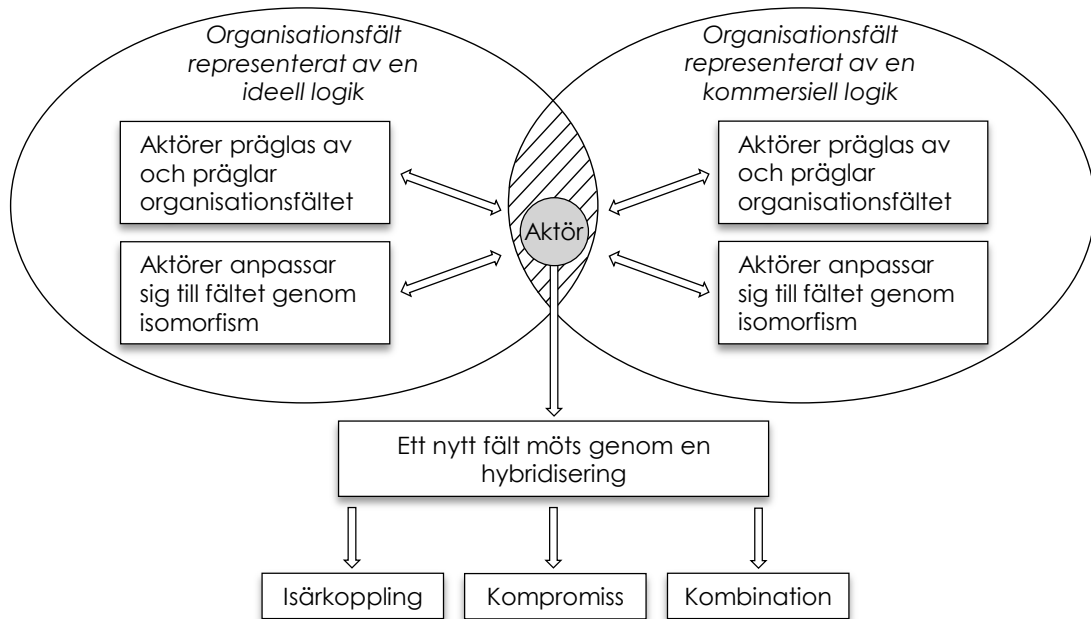 Organisationsfält
representerat av en
ideell logik
Aktörer präglas av
och präglar
organisationsfältet
Aktörer anpassar
sig till fältet genom
isomorfism
Organisationsfält
representerat av en
kommersiell logik
Aktörer präglas av
och präglar
organisationsfältet
Aktörer anpassar
sig till fältet genom
isomorfism
Aktör
Ett nytt fält möts genom en
hybridisering
Isärkoppling
Kompromiss
Kombination